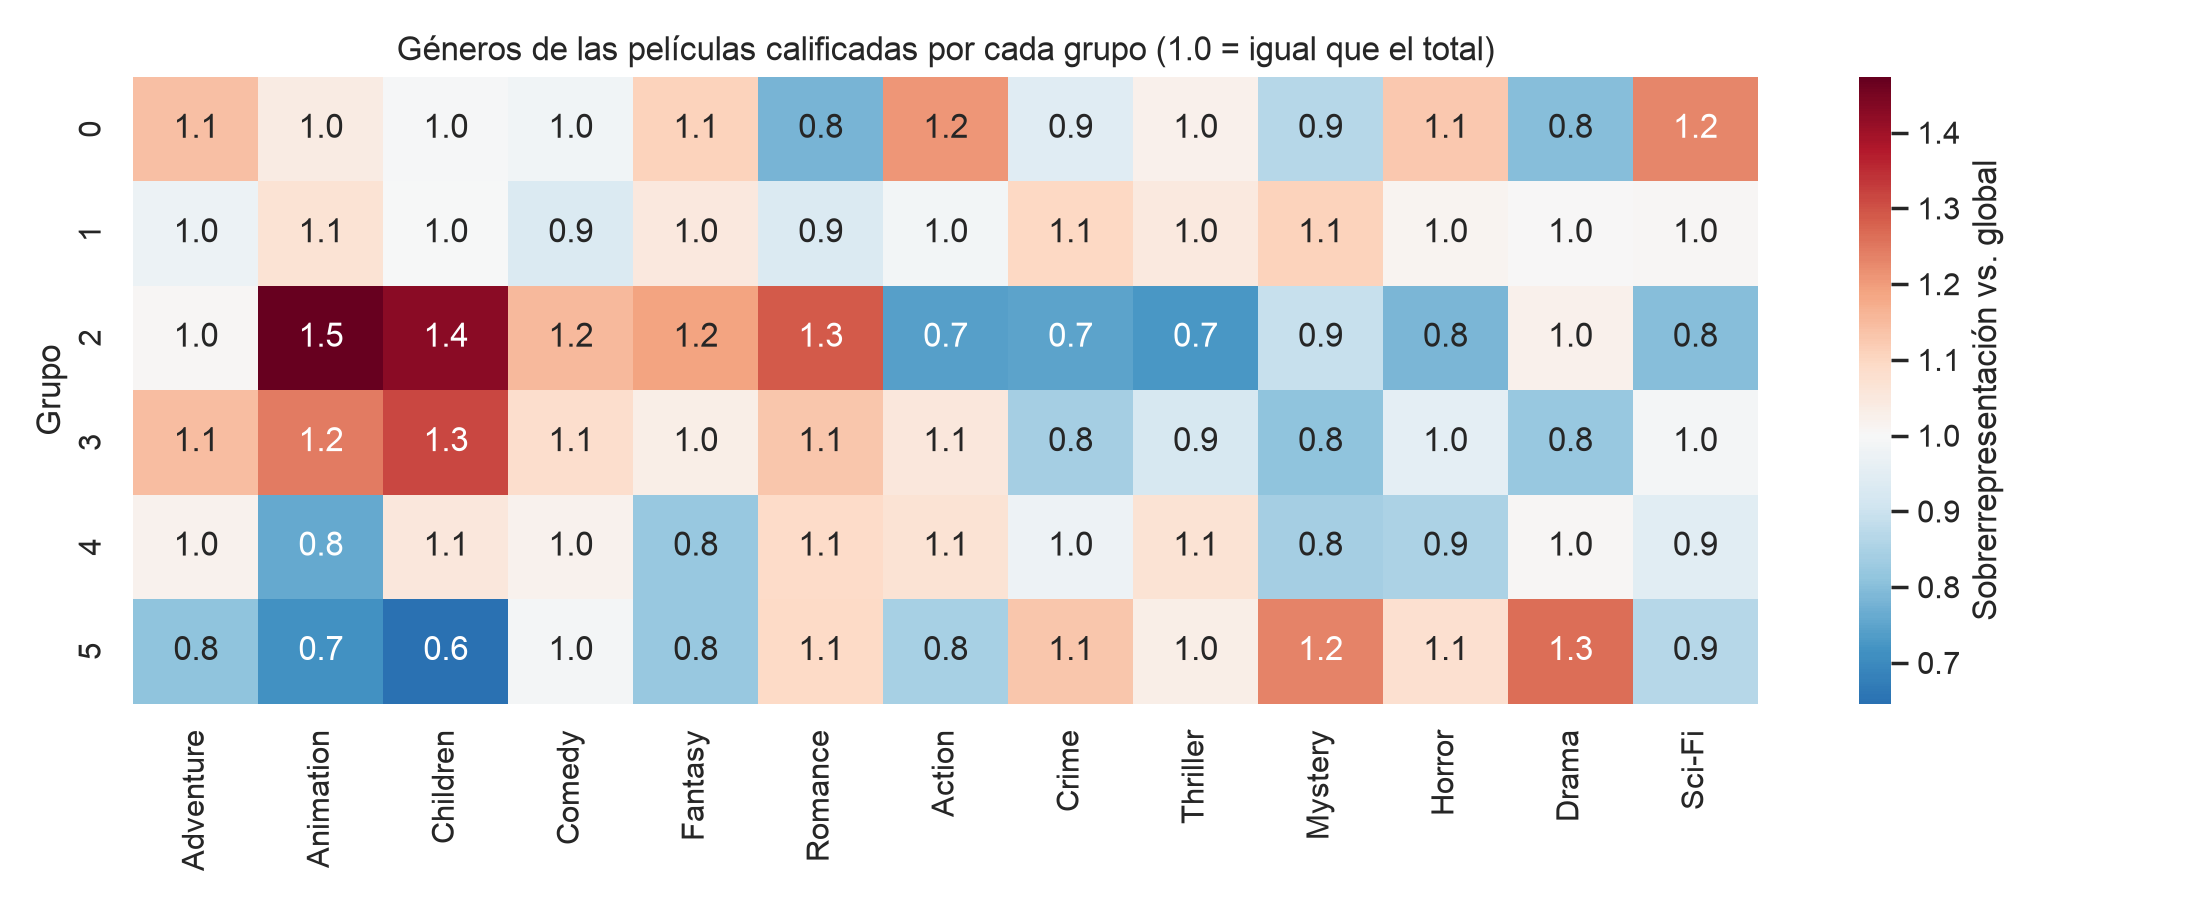 Géneros de las películas calificadas por cada grupo (1.0 = igual que el total)
Grupo
0 1.1 1.0 1.0 1.0 1.1 0.8 1.2 0.9 1.0 0.9 1.1 0.8 1.2
1 1.0 1.1 1.0 0.9 1.0 0.9 1.0 1.1 1.0 1.1 1.0 1.0 1.0
2 1.0 1.5 1.4 1.2 1.2 1.3 0.7 0.7 0.7 0.9 0.8 1.0 0.8
3 1.1 1.2 1.3 1.1 1.0 1.1 1.1 0.8 0.9 0.8 1.0 0.8 1.0
4 1.0 0.8 1.1 1.0 0.8 1.1 1.1 1.0 1.1 0.8 0.9 1.0 0.9
5 0.8 0.7 0.6 1.0 0.8 1.1 0.8 1.1 1.0 1.2 1.1 1.3 0.9
Adventure Animation Children Comedy Fantasy Romance Action Crime Thriller Mystery Horror Drama Sci-Fi
1.4
1.3
1.2
1.1
1.0
0.9
0.8
0.7
Sobrerrepresentación vs. global